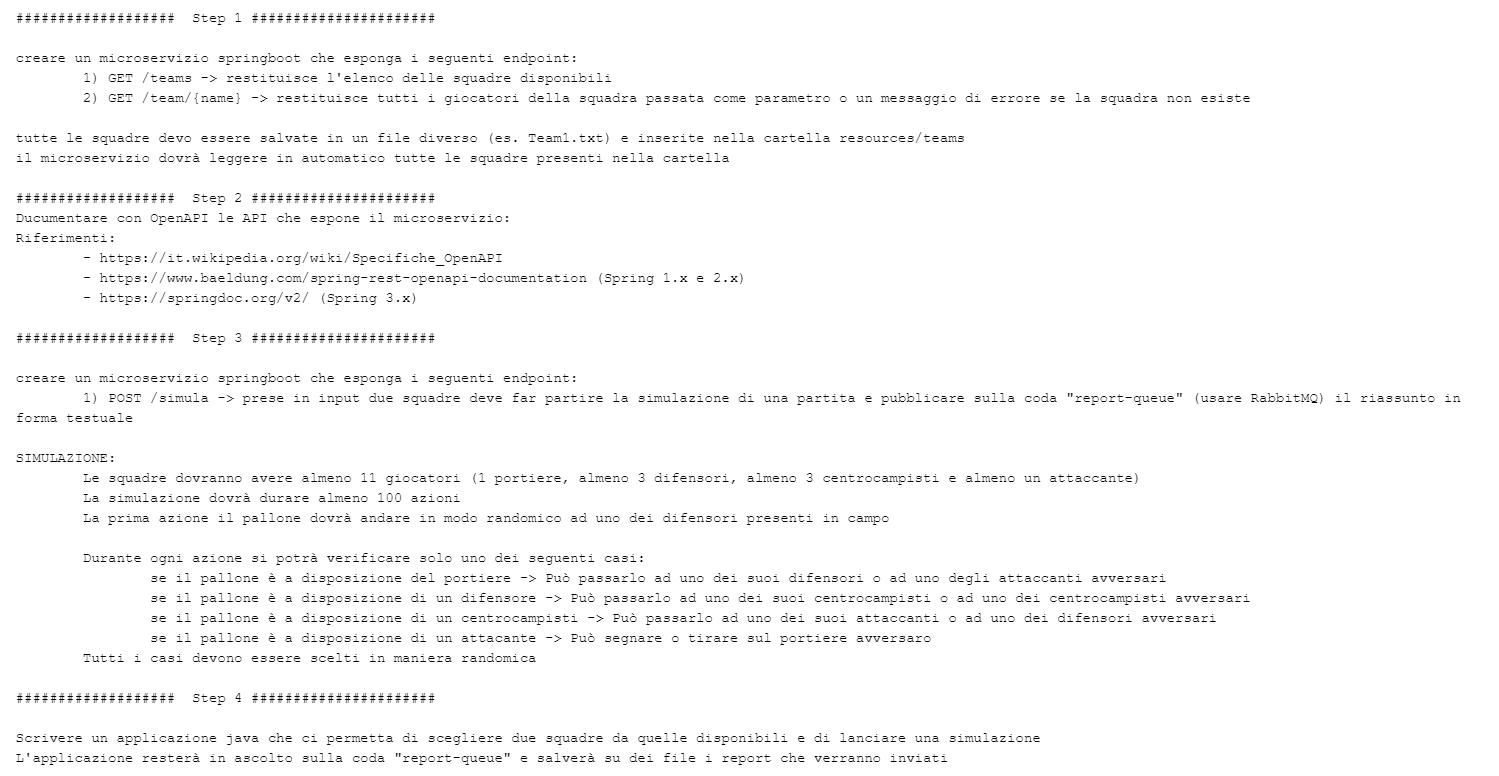 ###################  Step 1 ######################
creare un microservizio springboot che esponga i seguenti endpoint:
1) GET /teams -> restituisce l'elenco delle squadre disponibili
2) GET /team/{name} -> restituisce tutti i giocatori della squadra passata come parametro o un messaggio di errore se la squadra non esiste
tutte le squadre devo essere salvate in un file diverso (es. Team1.txt) e inserite nella cartella resources/teams
il microservizio dovrà leggere in automatico tutte le squadre presenti nella cartella
###################  Step 2 ######################
Ducumentare con OpenAPI le API che espone il microservizio:
Riferimenti:
- https://it.wikipedia.org/wiki/Specifiche_OpenAPI
- https://www.baeldung.com/spring-rest-openapi-documentation (Spring 1.x e 2.x)
- https://springdoc.org/v2/ (Spring 3.x)
###################  Step 3 ######################
creare un microservizio springboot che esponga i seguenti endpoint:
1) POST /simula -> prese in input due squadre deve far partire la simulazione di una partita e pubblicare sulla coda "report-queue" (usare RabbitMQ) il riassunto in
forma testuale
SIMULAZIONE:
Le squadre dovranno avere almeno 11 giocatori (1 portiere, almeno 3 difensori, almeno 3 centrocampisti e almeno un attaccante)
La simulazione dovrà durare almeno 100 azioni
La prima azione il pallone dovrà andare in modo randomico ad uno dei difensori presenti in campo
Durante ogni azione si potrà verificare solo uno dei seguenti casi:
se il pallone è a disposizione del portiere -> Può passarlo ad uno dei suoi difensori o ad uno degli attaccanti avversari
se il pallone è a disposizione di un difensore -> Può passarlo ad uno dei suoi centrocampisti o ad uno dei centrocampisti avversari
se il pallone è a disposizione di un centrocampisti -> Può passarlo ad uno dei suoi attaccanti o ad uno dei difensori avversari
se il pallone è a disposizione di un attacante -> Può segnare o tirare sul portiere avversaro
Tutti i casi devono essere scelti in maniera randomica
###################  Step 4 ######################
Scrivere un applicazione java che ci permetta di scegliere due squadre da quelle disponibili e di lanciare una simulazione
L'applicazione resterà in ascolto sulla coda "report-queue" e salverà su dei file i report che verranno inviati